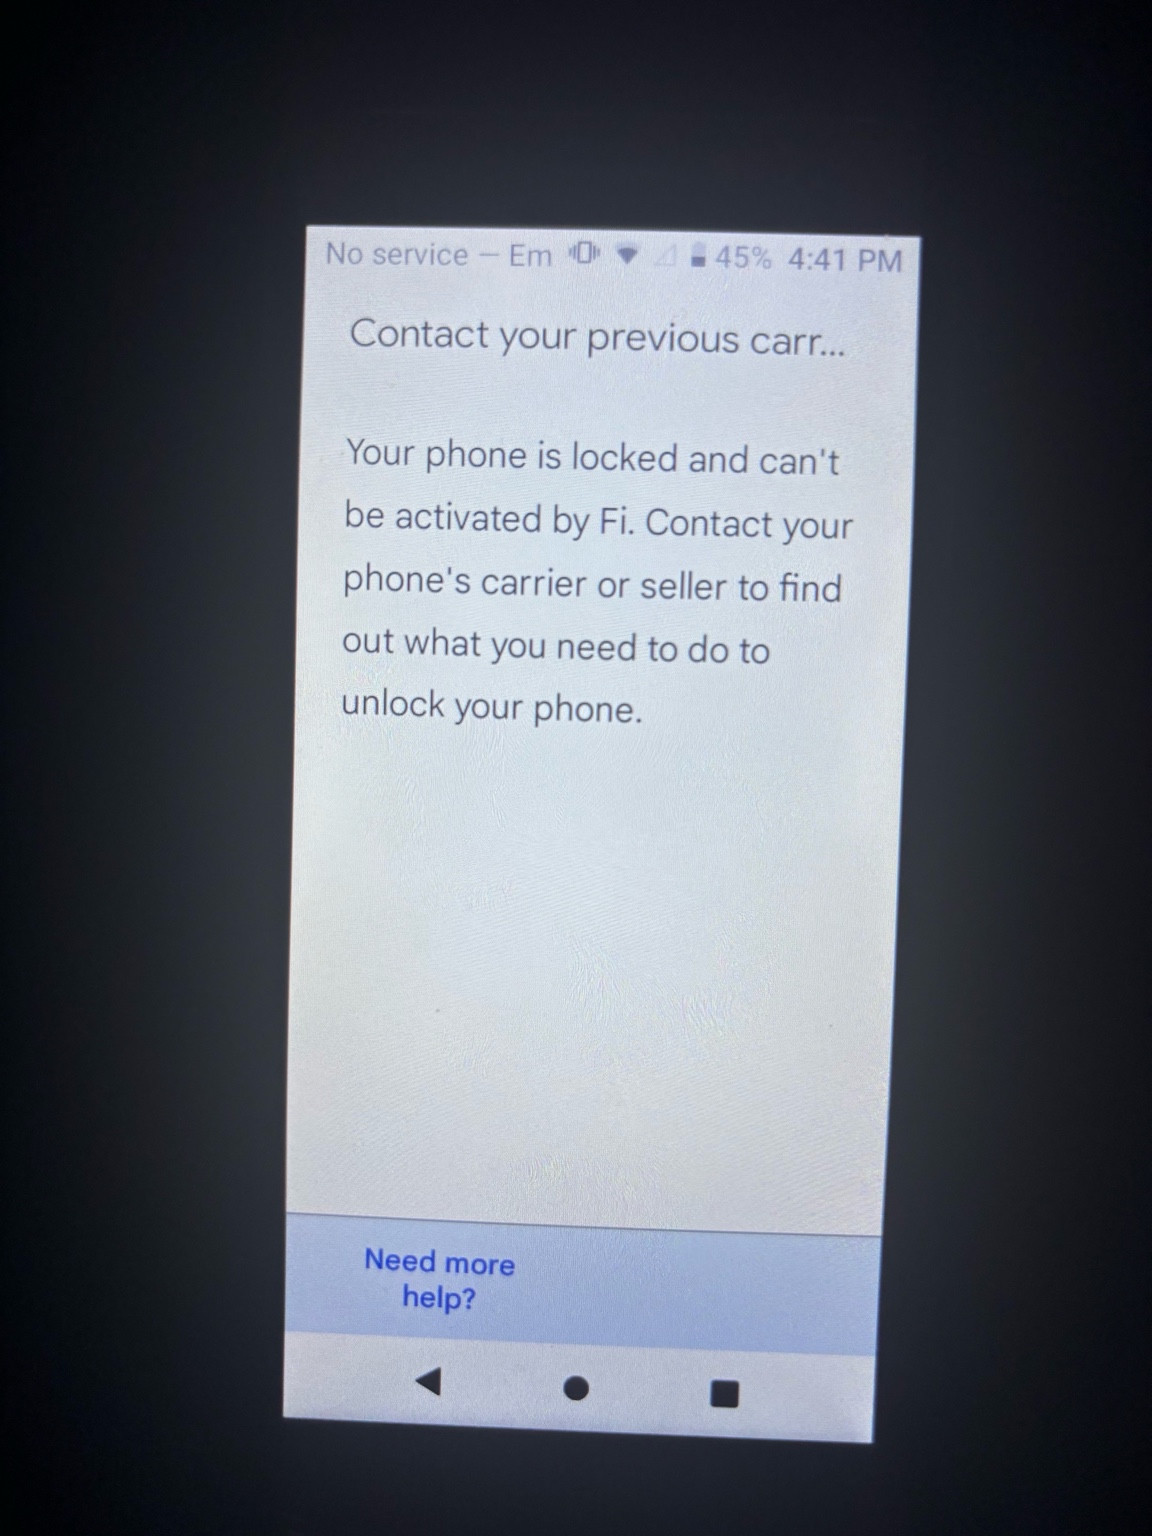 No service — Em 45% 4:41 PM
Contact your previous carr...
Your phone is locked and can't
be activated by Fi. Contact your
phone's carrier or seller to find
out what you need to do to
unlock your phone.
Need more
help?